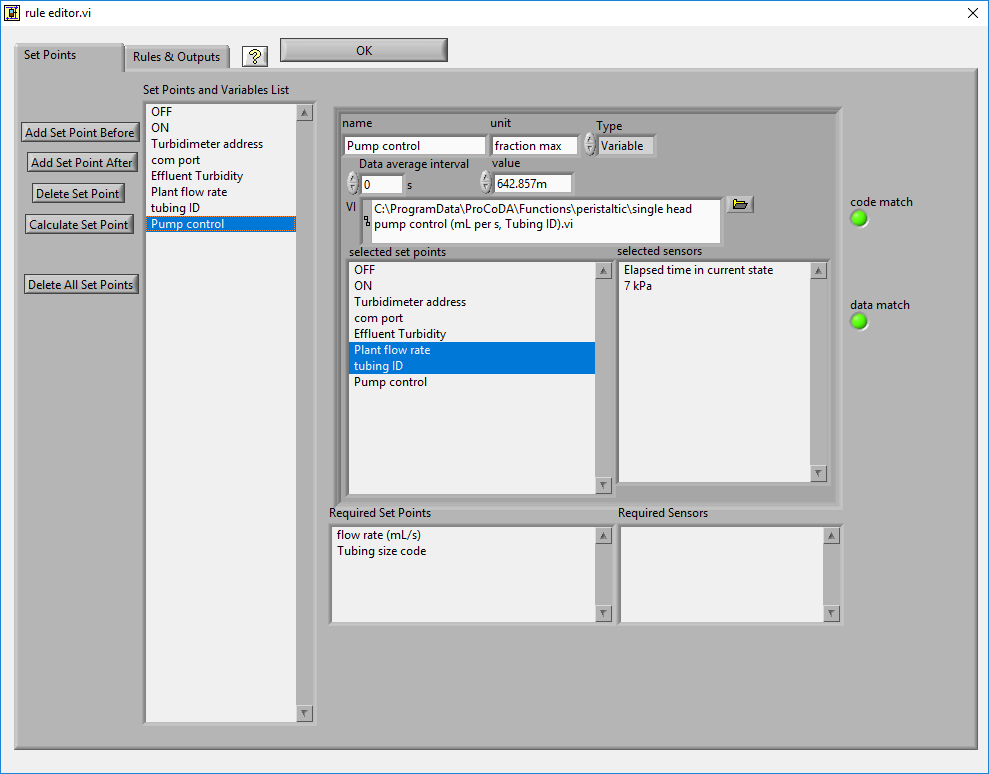 rule editor.vi
Set Points
Rules & Outputs
?
OK
Set Points and Variables List
OFF
ON
Turbidimeter address
com port
Effluent Turbidity
Plant flow rate
tubing ID
Pump control
Add Set Point Before
Add Set Point After
Delete Set Point
Calculate Set Point
Delete All Set Points
name
unit
Type
Pump control
fraction max
Variable
Data average interval
value
0
s
642.857m
VI
C:\ProgramData\ProCoDA\Functions\peristaltic\single head
pump control (mL per s, Tubing ID).vi
code match
data match
selected set points
OFF
ON
Turbidimeter address
com port
Effluent Turbidity
Plant flow rate
tubing ID
Pump control
selected sensors
Elapsed time in current state
7 kPa
Required Set Points
flow rate (mL/s)
Tubing size code
Required Sensors